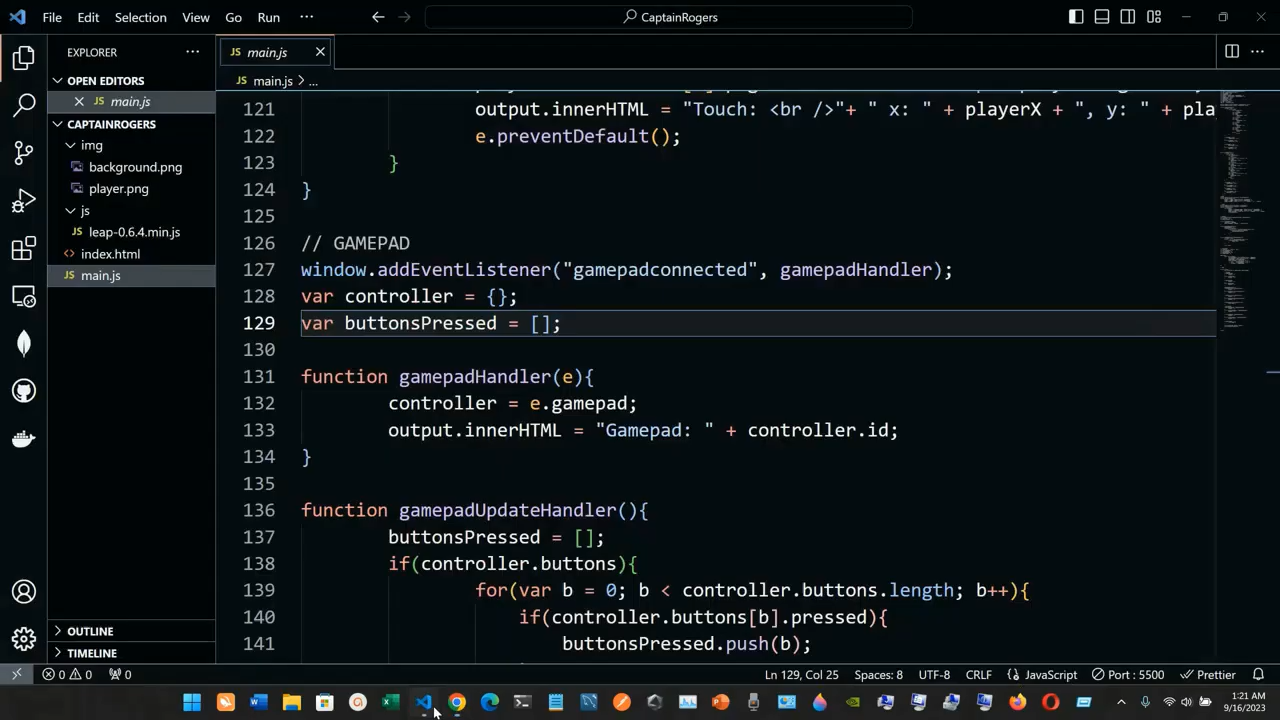 File Edit Selection View Go Run ···
CaptainRogers
EXPLORER ···
OPEN EDITORS
JS main.js
CAPTAINROGERS
img
background.png
player.png
js
JS leap-0.6.4.min.js
<> index.html
JS main.js
OUTLINE
TIMELINE
JS main.js
JS main.js > ...
121 output.innerHTML = "Touch: <br />"+ " x: " + playerX + ", y: " + pla
122 e.preventDefault();
123 }
124 }
125
126 // GAMEPAD
127 window.addEventListener("gamepadconnected", gamepadHandler);
128 var controller = {};
129 var buttonsPressed = [];
130
131 function gamepadHandler(e){
132 controller = e.gamepad;
133 output.innerHTML = "Gamepad: " + controller.id;
134 }
135
136 function gamepadUpdateHandler(){
137 buttonsPressed = [];
138 if(controller.buttons){
139 for(var b = 0; b < controller.buttons.length; b++){
140 if(controller.buttons[b].pressed){
141 buttonsPressed.push(b);
0 0 0 Ln 129, Col 25 Spaces: 8 UTF-8 CRLF {} JavaScript Port : 5500 Prettier
1:21 AM
9/16/2023